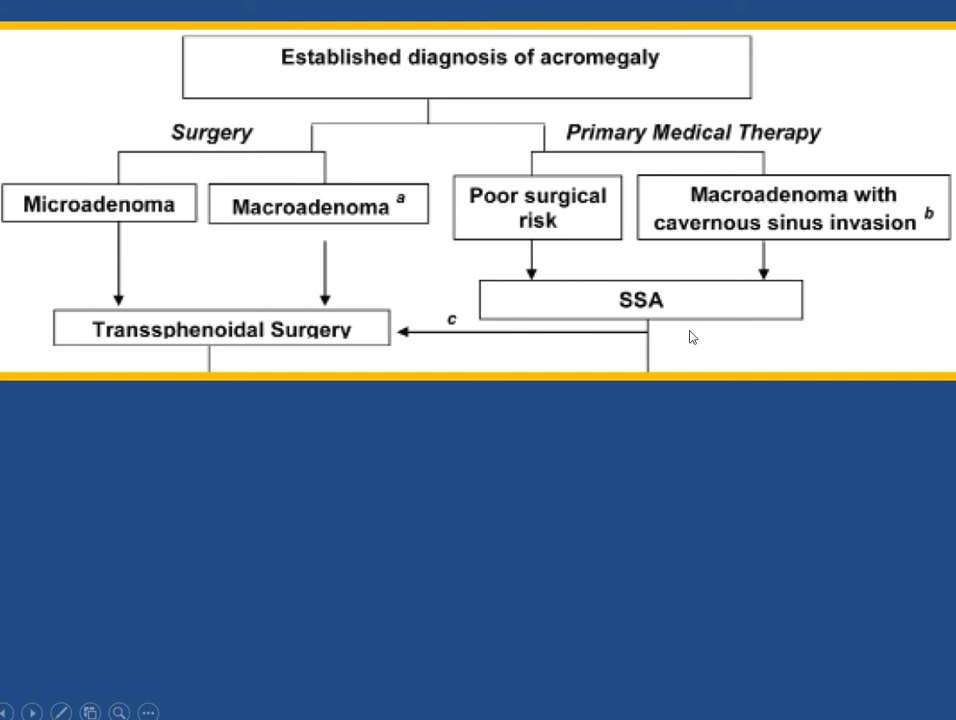 Established diagnosis of acromegaly
Surgery
Primary Medical Therapy
Microadenoma
Macroadenoma a
Poor surgical
risk
Macroadenoma with
cavernous sinus invasion b
SSA
c
Transsphenoidal Surgery